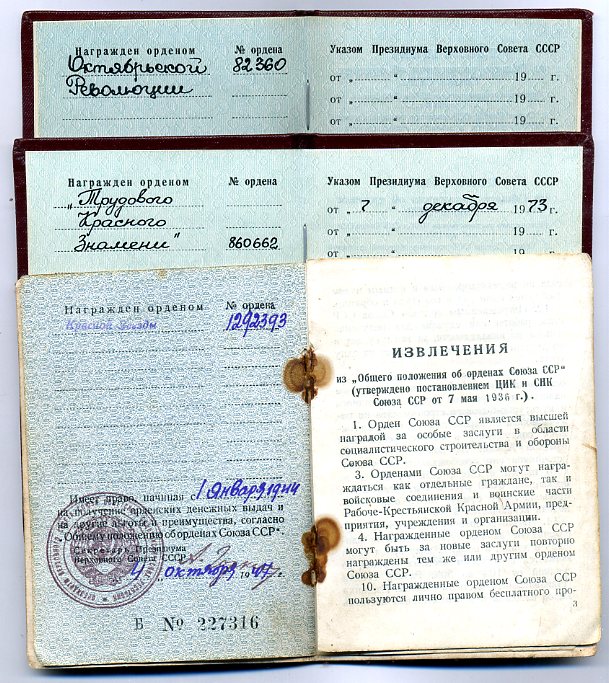 Награжден орденом № ордена
Октябрьской 82360
Революции
Указом Президиума Верховного Совета СССР
от „ “ 19 г.
от „ “ 19 г.
от „ “ 19 г.
Награжден орденом № ордена
„Трудового
Красного
Знамени“ 860662
Указом Президиума Верховного Совета СССР
от „ 7 “ декабря 1973 г.
от „ “ 19 г.
от „ “ 19 г.
Награжден орденом № ордена
Красной Звезды 1292393
Имеет право, начиная с 1 января 1944
на получение орденских денежных выдач и
на другие льготы и преимущества, согласно
„Общему положению об орденах Союза ССР“.
Секретарь Президиума
Верховного Совета СССР
октября 1944 г.
Б № 227316
ИЗВЛЕЧЕНИЯ
из „Общего положения об орденах Союза ССР“
(утверждено постановлением ЦИК и СНК
Союза ССР от 7 мая 1936 г.).
1. Орден Союза ССР является высшей
наградой за особые заслуги в области
социалистического строительства и обороны
Союза ССР.
3. Орденами Союза ССР могут награ-
ждаться как отдельные граждане, так и
войсковые соединения и воинские части
Рабоче-Крестьянской Красной Армии, пред-
приятия, учреждения и организации.
4. Награжденные орденом Союза ССР
могут быть за новые заслуги повторно
награждены тем же или другим орденом
Союза ССР.
10. Награжденные орденом Союза ССР
пользуются лично правом бесплатного про-
3